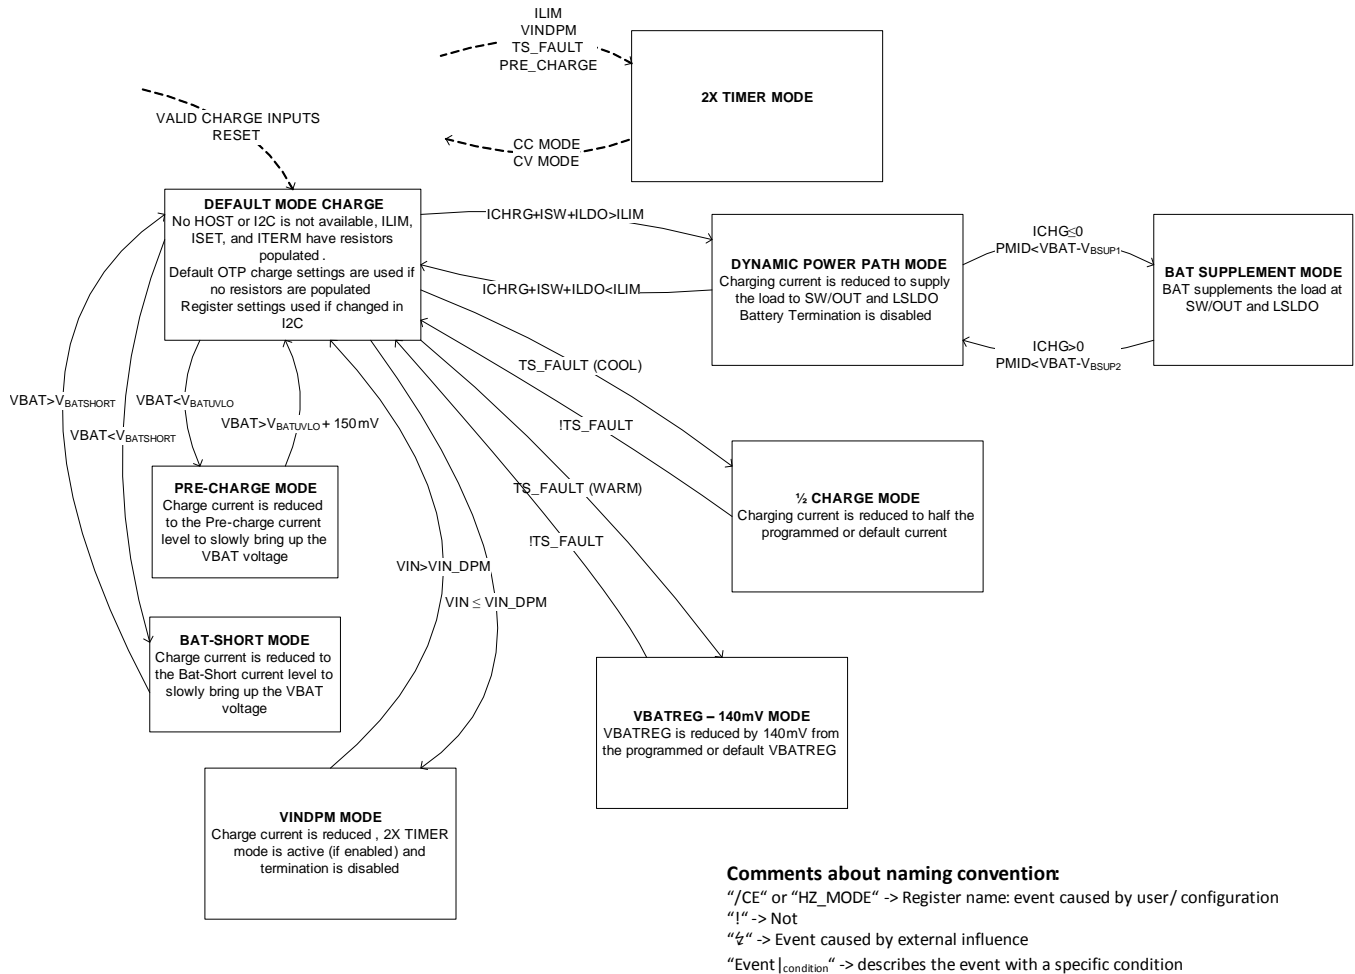 ILIM
VINDPM
TS_FAULT
PRE_CHARGE
2X TIMER MODE
VALID CHARGE INPUTS
RESET
CC MODE
CV MODE
DEFAULT MODE CHARGE
No HOST or I2C is not available, ILIM,
ISET, and ITERM have resistors
populated .
Default OTP charge settings are used if
no resistors are populated
Register settings used if changed in
I2C
ICHRG+ISW+ILDO>ILIM
ICHRG+ISW+ILDO<ILIM
DYNAMIC POWER PATH MODE
Charging current is reduced to supply
the load to SW/OUT and LSLDO
Battery Termination is disabled
ICHG≤0
PMID<VBAT-VBSUP1
BAT SUPPLEMENT MODE
BAT supplements the load at
SW/OUT and LSLDO
ICHG>0
PMID<VBAT-VBSUP2
VBAT>VBATSHORT
VBAT<VBATUVLO
VBAT>VBATUVLO + 150mV
VBAT<VBATSHORT
TS_FAULT (COOL)
!TS_FAULT
TS_FAULT (WARM)
!TS_FAULT
PRE-CHARGE MODE
Charge current is reduced
to the Pre-charge current
level to slowly bring up the
VBAT voltage
½ CHARGE MODE
Charging current is reduced to half the
programmed or default current
VIN>VIN_DPM
VIN ≤ VIN_DPM
BAT-SHORT MODE
Charge current is reduced to
the Bat-Short current level to
slowly bring up the VBAT
voltage
VBATREG – 140mV MODE
VBATREG is reduced by 140mV from
the programmed or default VBATREG
VINDPM MODE
Charge current is reduced , 2X TIMER
mode is active (if enabled) and
termination is disabled
Comments about naming convention:
“/CE“ or “HZ_MODE“ -> Register name: event caused by user/ configuration
“!“ -> Not
“↯“ -> Event caused by external influence
“Event|condition“ -> describes the event with a specific condition